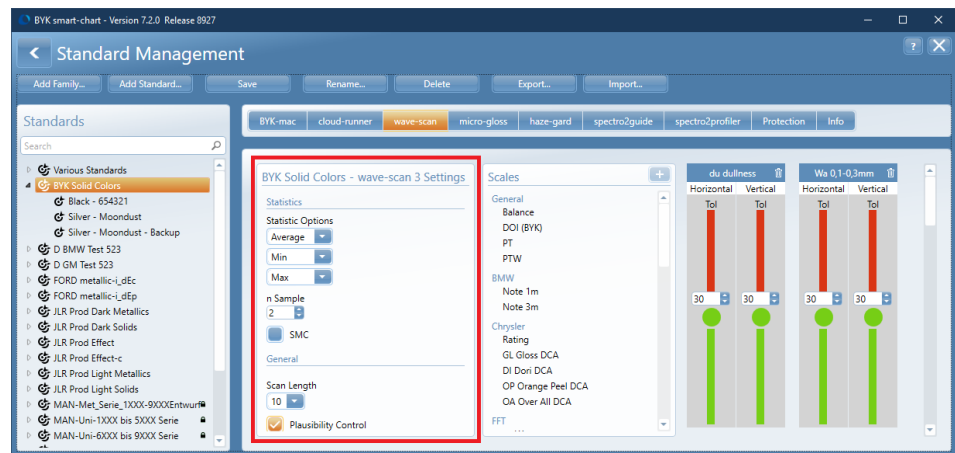 BYK smart-chart - Version 7.2.0 Release 8927
Standard Management
?
Add Family... Add Standard... Save Rename... Delete Export... Import...
Standards
Search
Various Standards
BYK Solid Colors
Black - 654321
Silver - Moondust
Silver - Moondust - Backup
D BMW Test 523
D GM Test 523
FORD metallic-i_dEc
FORD metallic-i_dEp
JLR Prod Dark Metallics
JLR Prod Dark Solids
JLR Prod Effect
JLR Prod Effect-c
JLR Prod Light Metallics
JLR Prod Light Solids
MAN-Met_Serie_1XXX-9XXXEntwurf
MAN-Uni-1XXX bis 5XXX Serie
MAN-Uni-6XXX bis 9XXX Serie
BYK-mac cloud-runner wave-scan micro-gloss haze-gard spectro2guide spectro2profiler Protection Info
BYK Solid Colors - wave-scan 3 Settings
Statistics
Statistic Options
Average
Min
Max
n Sample
2
SMC
General
Scan Length
10
Plausibility Control
Scales
+
General
Balance
DOI (BYK)
PT
PTW
BMW
Note 1m
Note 3m
Chrysler
Rating
GL Gloss DCA
DI Dori DCA
OP Orange Peel DCA
OA Over All DCA
FFT
...
du dullness Wa 0,1-0,3mm
Horizontal Vertical Horizontal Vertical
Tol Tol Tol Tol
30 30 30 30